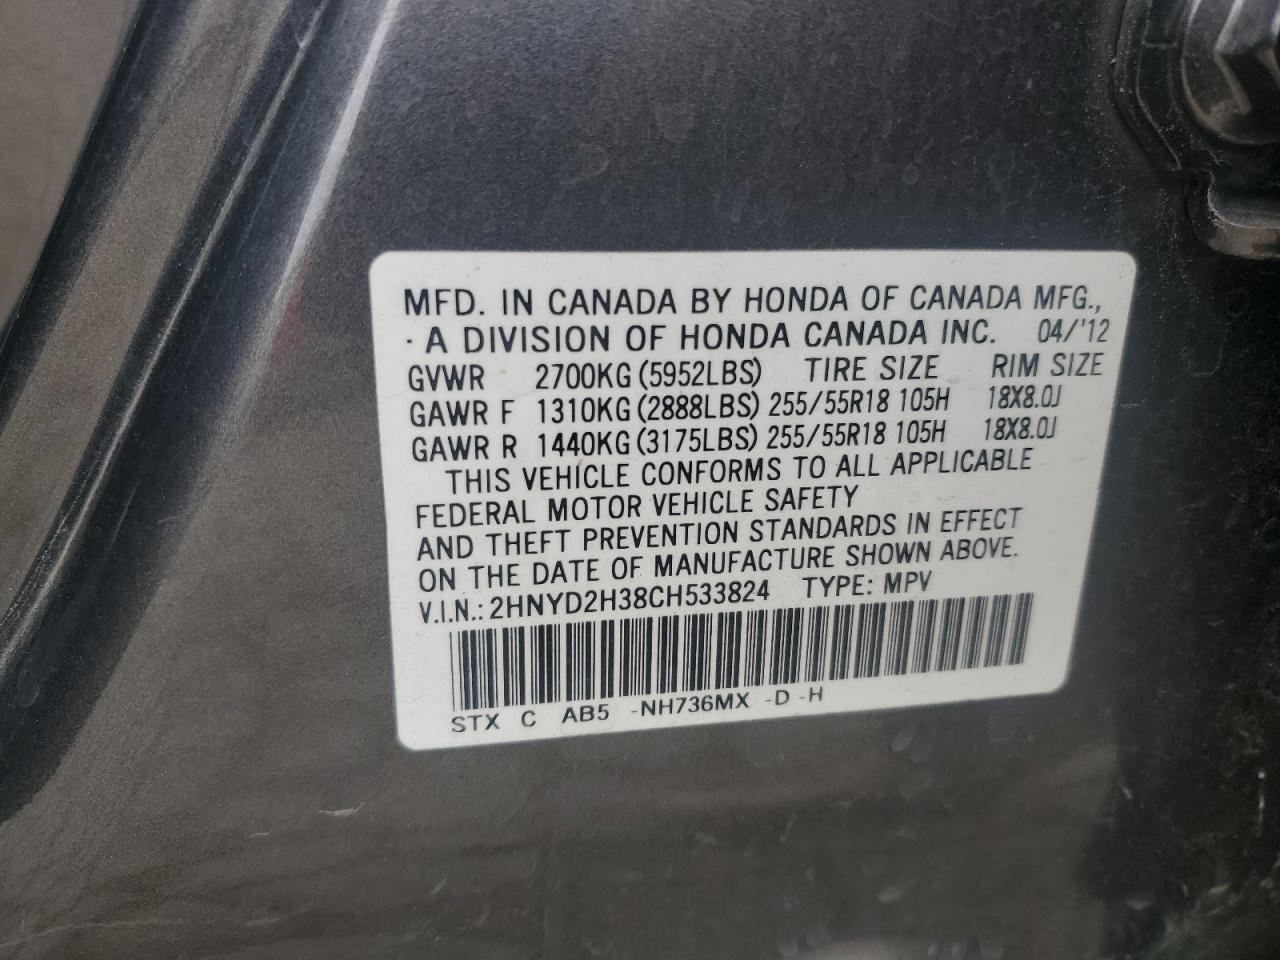 MFD. IN CANADA BY HONDA OF CANADA MFG.,
· A DIVISION OF HONDA CANADA INC. 04/'12
GVWR 2700KG (5952LBS) TIRE SIZE RIM SIZE
GAWR F 1310KG (2888LBS) 255/55R18 105H 18X8.0J
GAWR R 1440KG (3175LBS) 255/55R18 105H 18X8.0J
THIS VEHICLE CONFORMS TO ALL APPLICABLE
FEDERAL MOTOR VEHICLE SAFETY
AND THEFT PREVENTION STANDARDS IN EFFECT
ON THE DATE OF MANUFACTURE SHOWN ABOVE.
V.I.N.: 2HNYD2H38CH533824 TYPE: MPV
STX C AB5 -NH736MX -D -H